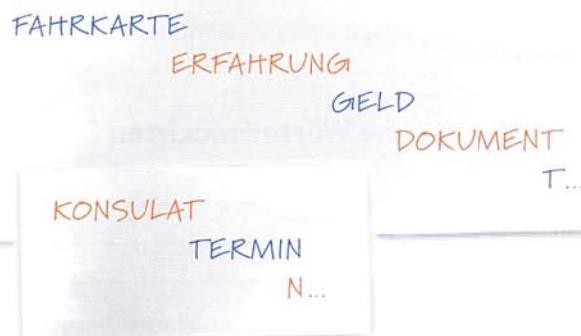 FAHRKARTE
ERFAHRUNG
GELD
DOKUMENT
T...
KONSULAT
TERMIN
N...